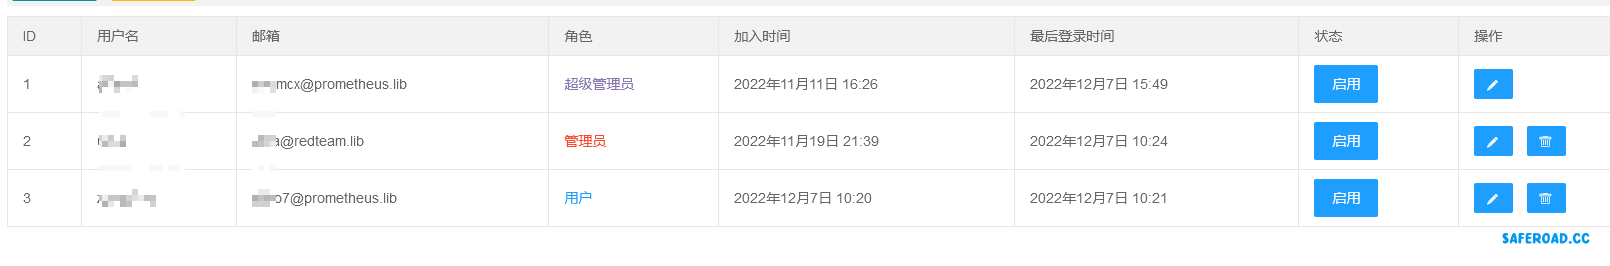 ID 用户名 邮箱 角色 加入时间 最后登录时间 状态 操作
1 mcx@prometheus.lib 超级管理员 2022年11月11日 16:26 2022年12月7日 15:49 启用
2 a@redteam.lib 管理员 2022年11月19日 21:39 2022年12月7日 10:24 启用
3 o7@prometheus.lib 用户 2022年12月7日 10:20 2022年12月7日 10:21 启用
SAFEROAD.CC